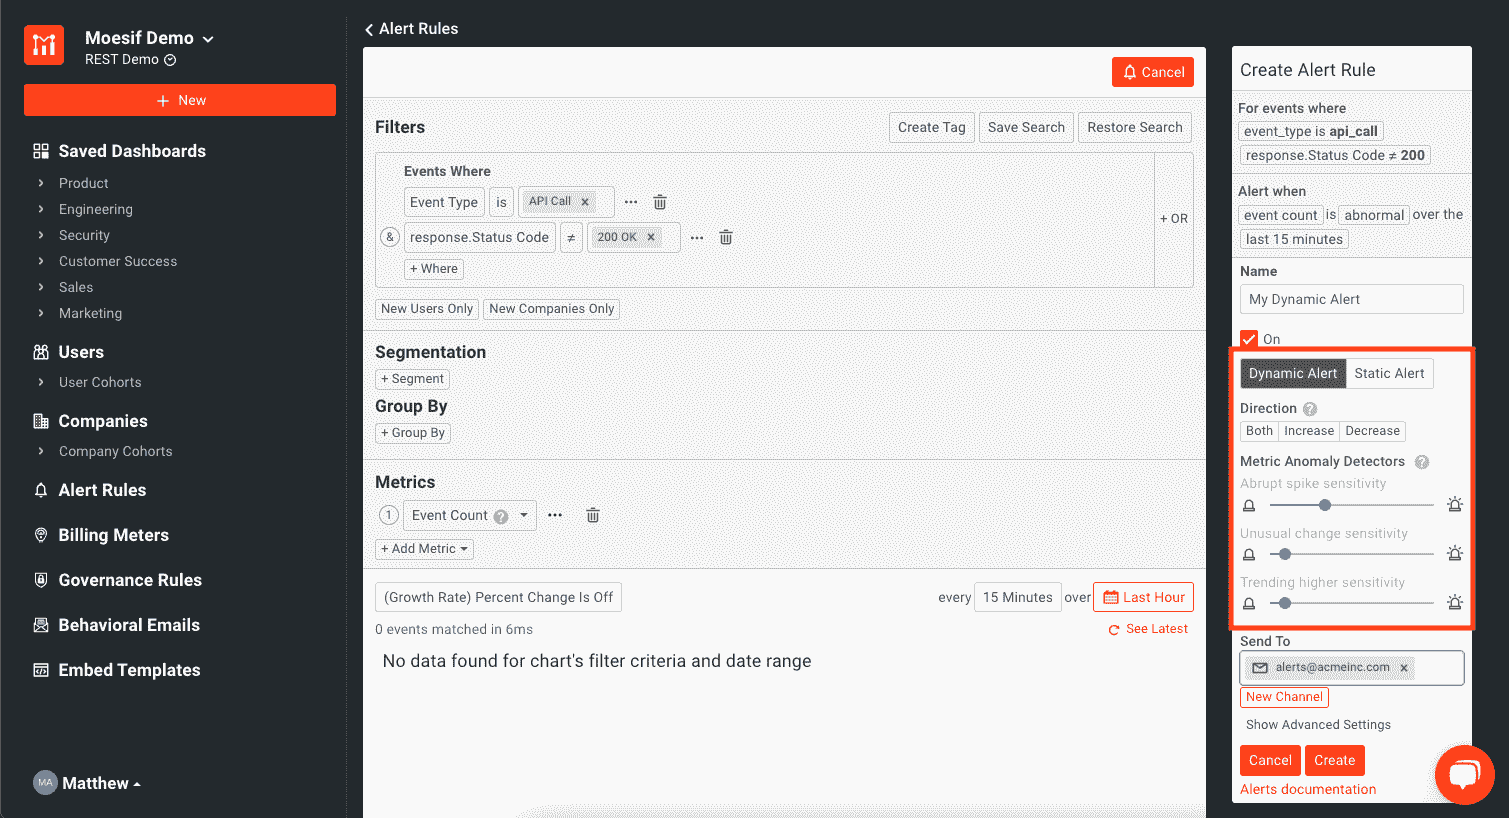 Moesif Demo
REST Demo
+ New
Saved Dashboards
Product
Engineering
Security
Customer Success
Sales
Marketing
Users
User Cohorts
Companies
Company Cohorts
Alert Rules
Billing Meters
Governance Rules
Behavioral Emails
Embed Templates
MA Matthew
Alert Rules
Cancel
Filters
Create Tag Save Search Restore Search
Events Where
Event Type is API Call × ...
& response.Status Code ≠ 200 OK × ...
+ Where
+ OR
New Users Only New Companies Only
Segmentation
+ Segment
Group By
+ Group By
Metrics
1 Event Count ? ...
+ Add Metric
(Growth Rate) Percent Change Is Off every 15 Minutes over Last Hour
0 events matched in 6ms See Latest
No data found for chart's filter criteria and date range
Create Alert Rule
For events where
event_type is api_call
response.Status Code ≠ 200
Alert when
event count is abnormal over the
last 15 minutes
Name
My Dynamic Alert
On
Dynamic Alert Static Alert
Direction ?
Both Increase Decrease
Metric Anomaly Detectors ?
Abrupt spike sensitivity
Unusual change sensitivity
Trending higher sensitivity
Send To
alerts@acmeinc.com ×
New Channel
Show Advanced Settings
Cancel Create
Alerts documentation